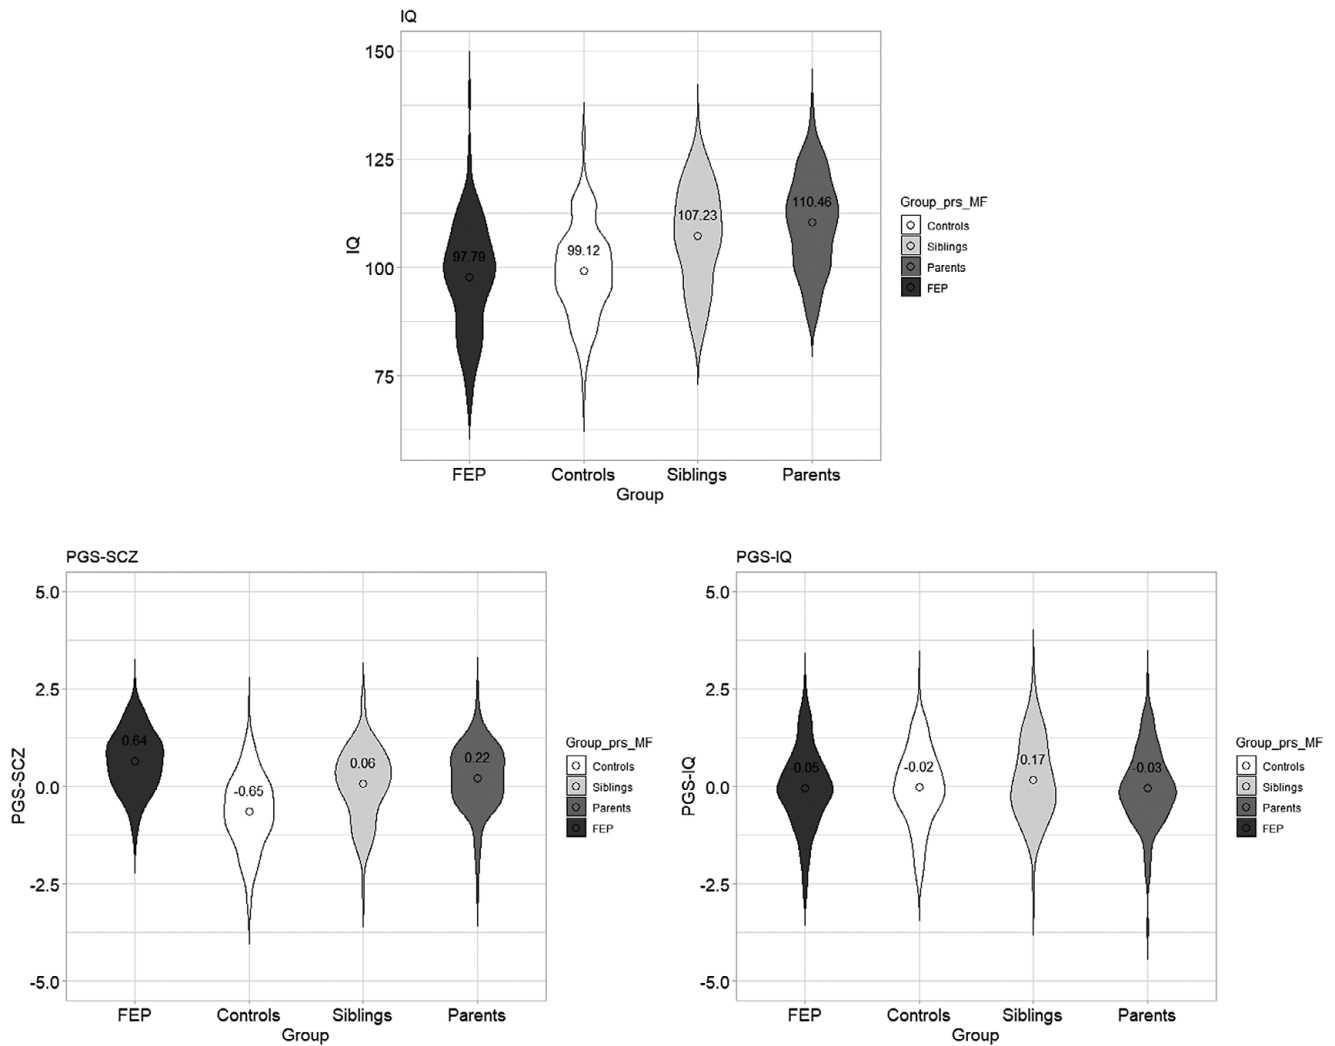 IQ
150
125
100
75
IQ
97.79
99.12
107.23
110.46
FEP
Controls
Siblings
Parents
Group
Group_prs_MF
Controls
Siblings
Parents
FEP
PGS-SCZ
5.0
2.5
0.0
-2.5
-5.0
PGS-SCZ
0.64
-0.65
0.06
0.22
FEP
Controls
Siblings
Parents
Group
Group_prs_MF
Controls
Siblings
Parents
FEP
PGS-IQ
5.0
2.5
0.0
-2.5
-5.0
PGS-IQ
-0.05
-0.02
0.17
-0.03
FEP
Controls
Siblings
Parents
Group
Group_prs_MF
Controls
Siblings
Parents
FEP